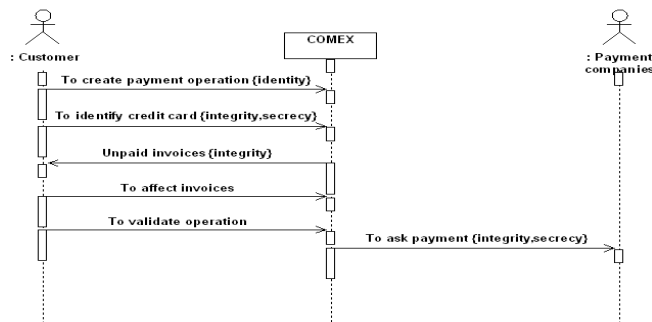 COMEX
: Customer
: Payment
companies
To create payment operation {identity}
To identify credit card {integrity,secrecy}
Unpaid invoices {integrity}
To affect invoices
To validate operation
To ask payment {integrity,secrecy}